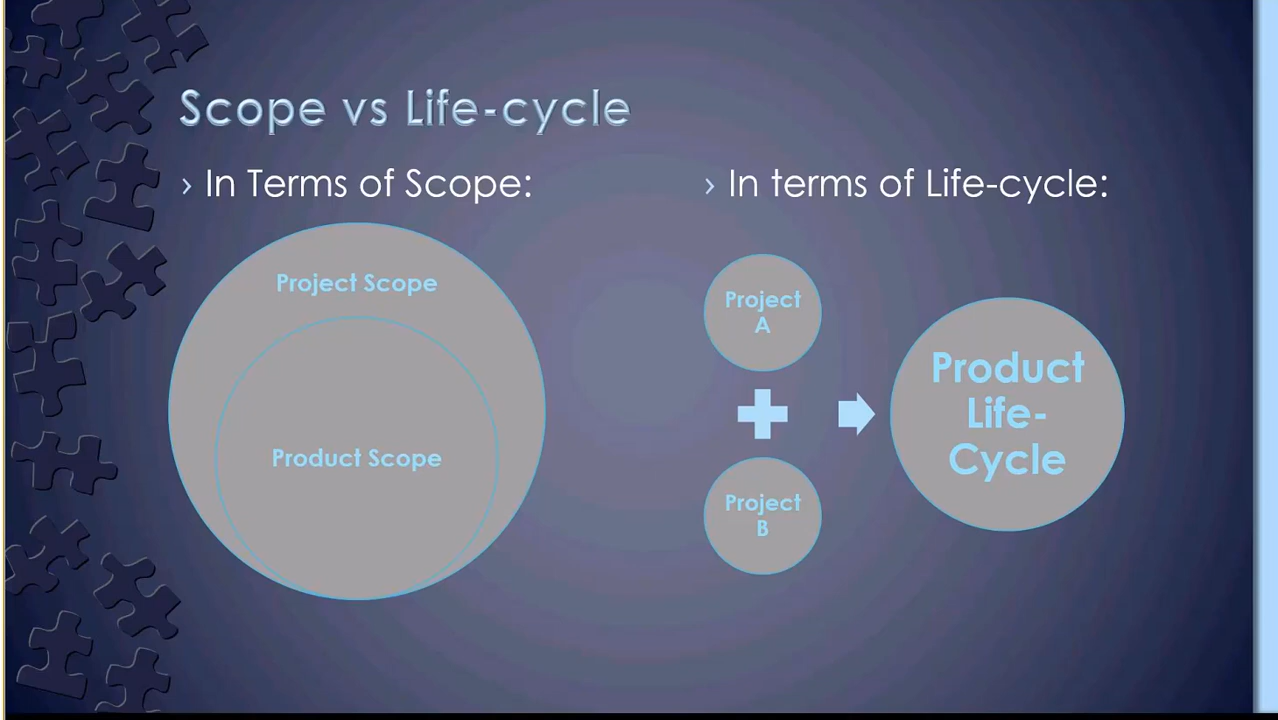 Scope vs Life-cycle
› In Terms of Scope:
Project Scope
Product Scope
› In terms of Life-cycle:
Project
A
Project
B
Product
Life-
Cycle